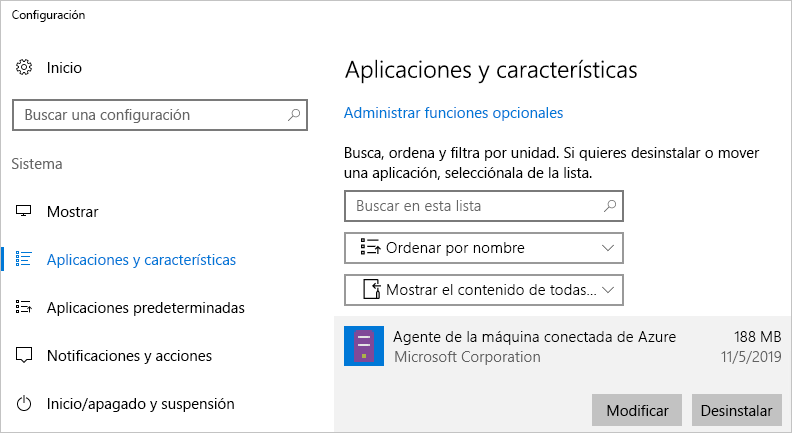 Configuración
Inicio
Buscar una configuración
Sistema
Mostrar
Aplicaciones y características
Aplicaciones predeterminadas
Notificaciones y acciones
Inicio/apagado y suspensión
Aplicaciones y características
Administrar funciones opcionales
Busca, ordena y filtra por unidad. Si quieres desinstalar o mover
una aplicación, selecciónala de la lista.
Buscar en esta lista
Ordenar por nombre
Mostrar el contenido de todas...
Agente de la máquina conectada de Azure 188 MB
Microsoft Corporation 11/5/2019
Modificar Desinstalar